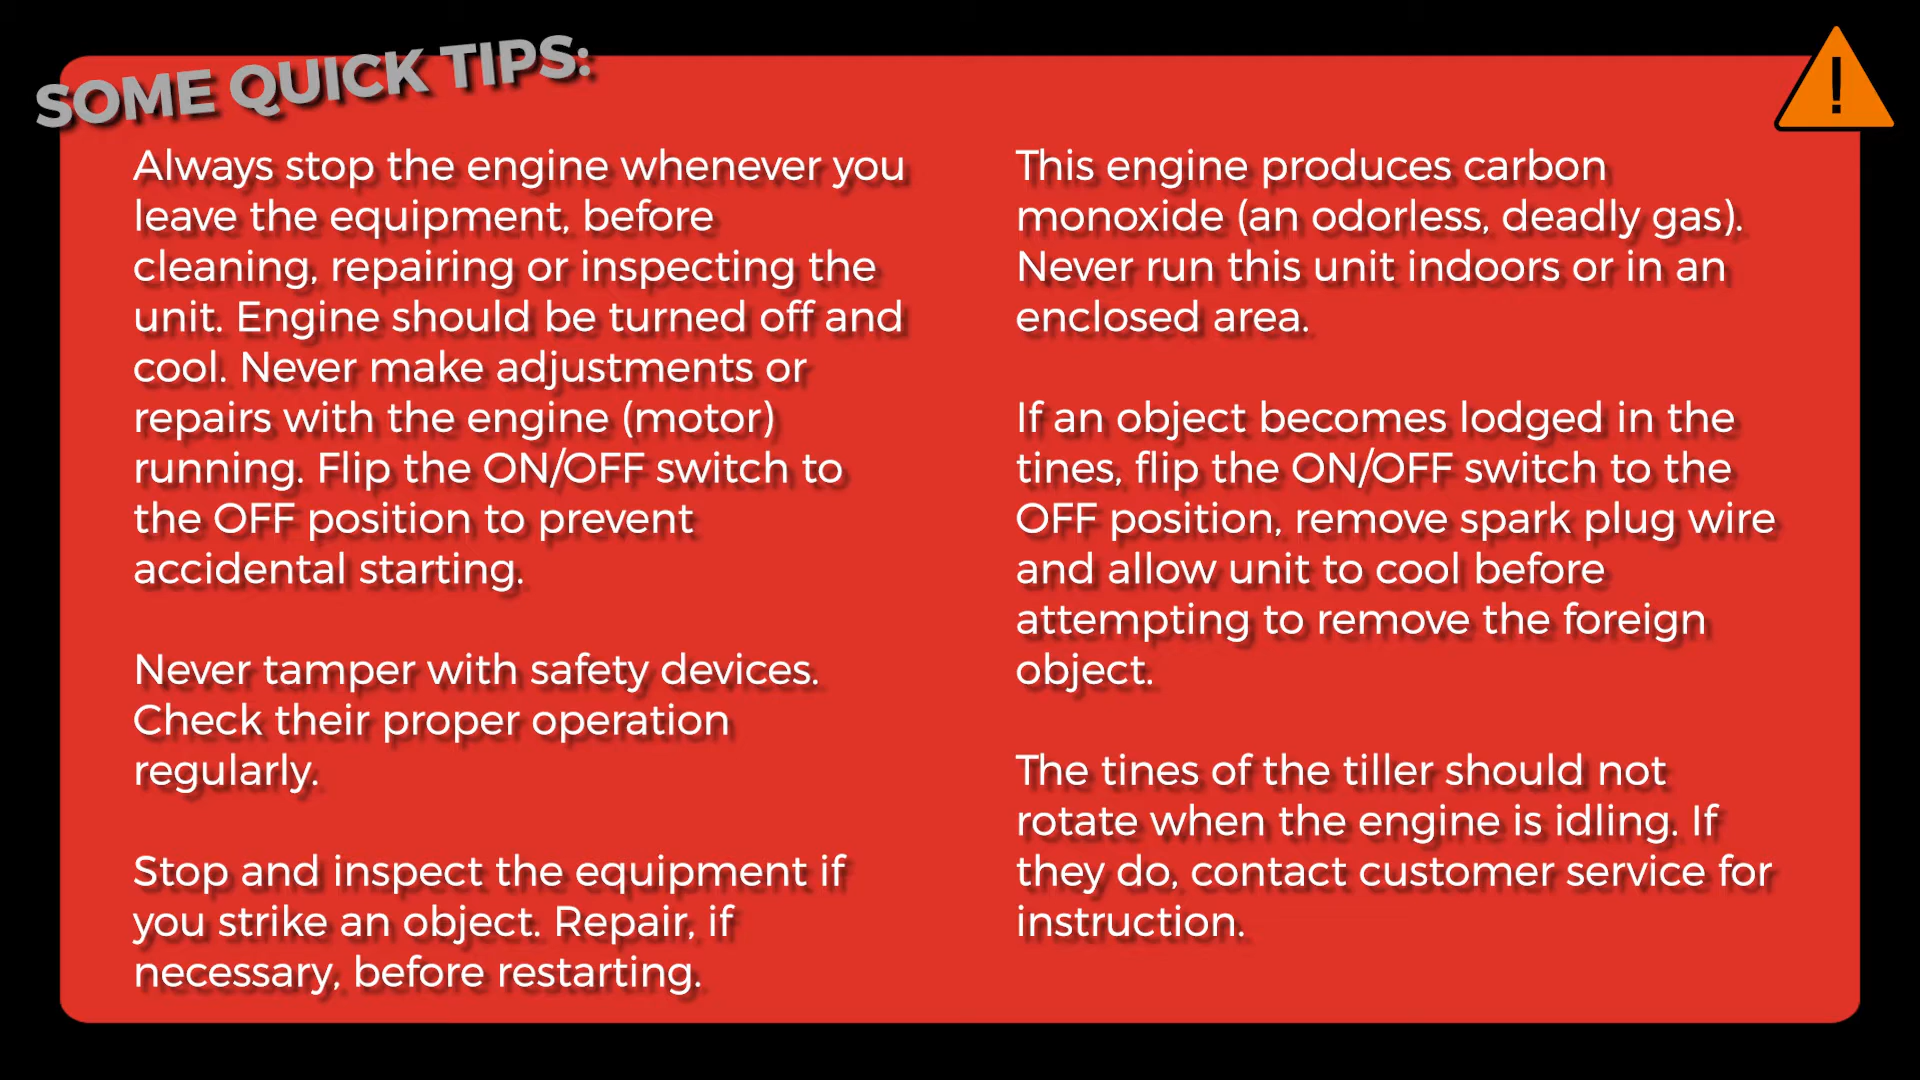 SOME QUICK TIPS:
!
Always stop the engine whenever you
leave the equipment, before
cleaning, repairing or inspecting the
unit. Engine should be turned off and
cool. Never make adjustments or
repairs with the engine (motor)
running. Flip the ON/OFF switch to
the OFF position to prevent
accidental starting.
Never tamper with safety devices.
Check their proper operation
regularly.
Stop and inspect the equipment if
you strike an object. Repair, if
necessary, before restarting.
This engine produces carbon
monoxide (an odorless, deadly gas).
Never run this unit indoors or in an
enclosed area.
If an object becomes lodged in the
tines, flip the ON/OFF switch to the
OFF position, remove spark plug wire
and allow unit to cool before
attempting to remove the foreign
object.
The tines of the tiller should not
rotate when the engine is idling. If
they do, contact customer service for
instruction.